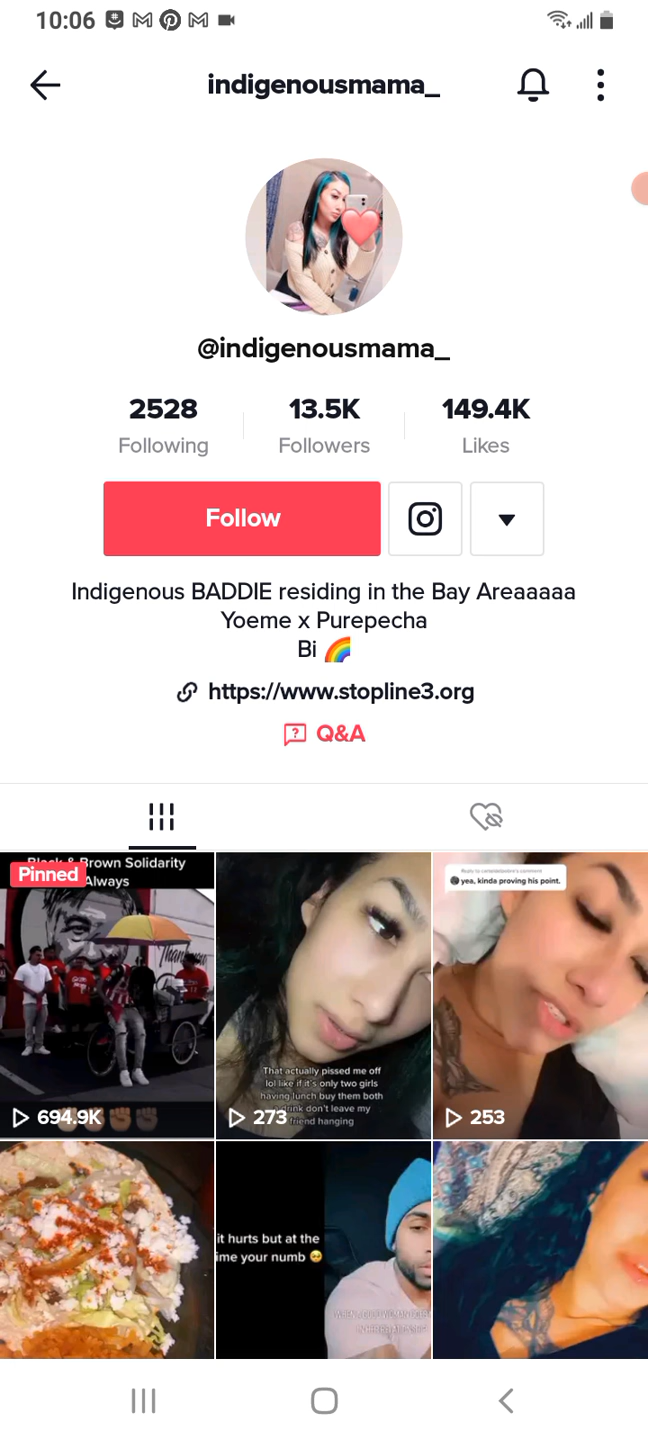 10:06
indigenousmama_
@indigenousmama_
2528 13.5K 149.4K
Following Followers Likes
Follow
Indigenous BADDIE residing in the Bay Areaaaaa
Yoeme x Purepecha
Bi 🌈
https://www.stopline3.org
Q&A
Black & Brown Solidarity
Pinned Always
Thank
694.9K
That actually pissed me off
lol like if it's only two girls
having lunch buy them both
drink don't leave my
friend hanging
273
yea, kinda proving his point.
253
it hurts but at the
ime your numb 🥺